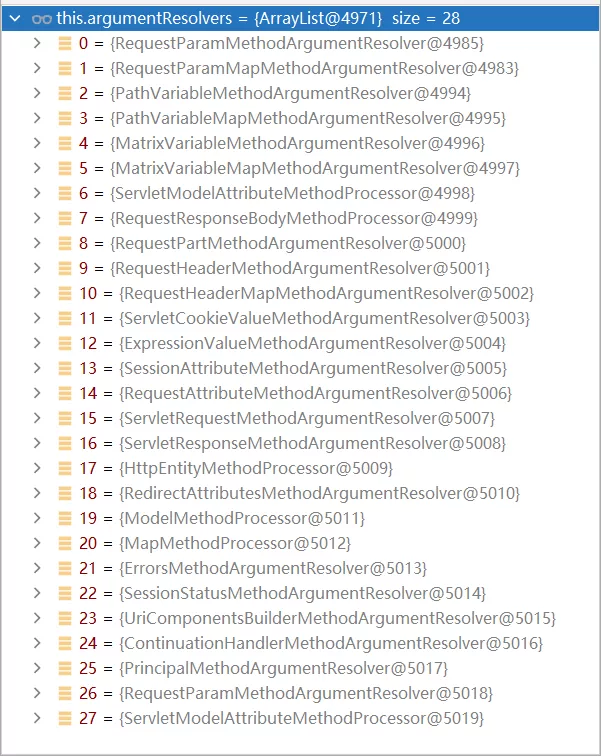 this.argumentResolvers = {ArrayList@4971} size = 28
0 = {RequestParamMethodArgumentResolver@4985}
1 = {RequestParamMapMethodArgumentResolver@4983}
2 = {PathVariableMethodArgumentResolver@4994}
3 = {PathVariableMapMethodArgumentResolver@4995}
4 = {MatrixVariableMethodArgumentResolver@4996}
5 = {MatrixVariableMapMethodArgumentResolver@4997}
6 = {ServletModelAttributeMethodProcessor@4998}
7 = {RequestResponseBodyMethodProcessor@4999}
8 = {RequestPartMethodArgumentResolver@5000}
9 = {RequestHeaderMethodArgumentResolver@5001}
10 = {RequestHeaderMapMethodArgumentResolver@5002}
11 = {ServletCookieValueMethodArgumentResolver@5003}
12 = {ExpressionValueMethodArgumentResolver@5004}
13 = {SessionAttributeMethodArgumentResolver@5005}
14 = {RequestAttributeMethodArgumentResolver@5006}
15 = {ServletRequestMethodArgumentResolver@5007}
16 = {ServletResponseMethodArgumentResolver@5008}
17 = {HttpEntityMethodProcessor@5009}
18 = {RedirectAttributesMethodArgumentResolver@5010}
19 = {ModelMethodProcessor@5011}
20 = {MapMethodProcessor@5012}
21 = {ErrorsMethodArgumentResolver@5013}
22 = {SessionStatusMethodArgumentResolver@5014}
23 = {UriComponentsBuilderMethodArgumentResolver@5015}
24 = {ContinuationHandlerMethodArgumentResolver@5016}
25 = {PrincipalMethodArgumentResolver@5017}
26 = {RequestParamMethodArgumentResolver@5018}
27 = {ServletModelAttributeMethodProcessor@5019}